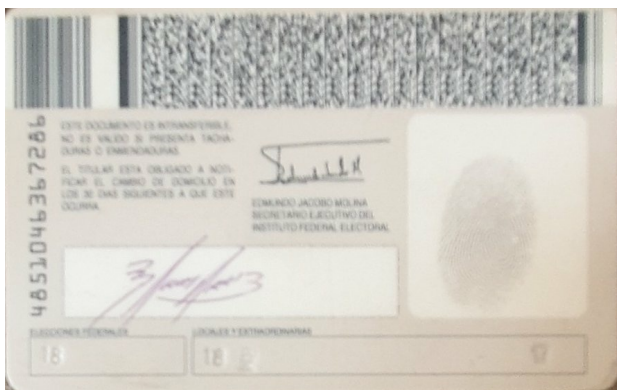 4851046367286
ESTE DOCUMENTO ES INTRANSFERIBLE,
NO ES VALIDO SI PRESENTA TACHA-
DURAS O ENMENDADURAS.
EL TITULAR ESTA OBLIGADO A NOTI-
FICAR EL CAMBIO DE DOMICILIO EN
LOS 30 DIAS SIGUIENTES A QUE ESTE
OCURRA.
EDMUNDO JACOBO MOLINA
SECRETARIO EJECUTIVO DEL
INSTITUTO FEDERAL ELECTORAL
ELECCIONES FEDERALES
LOCALES Y EXTRAORDINARIAS
18
18
17